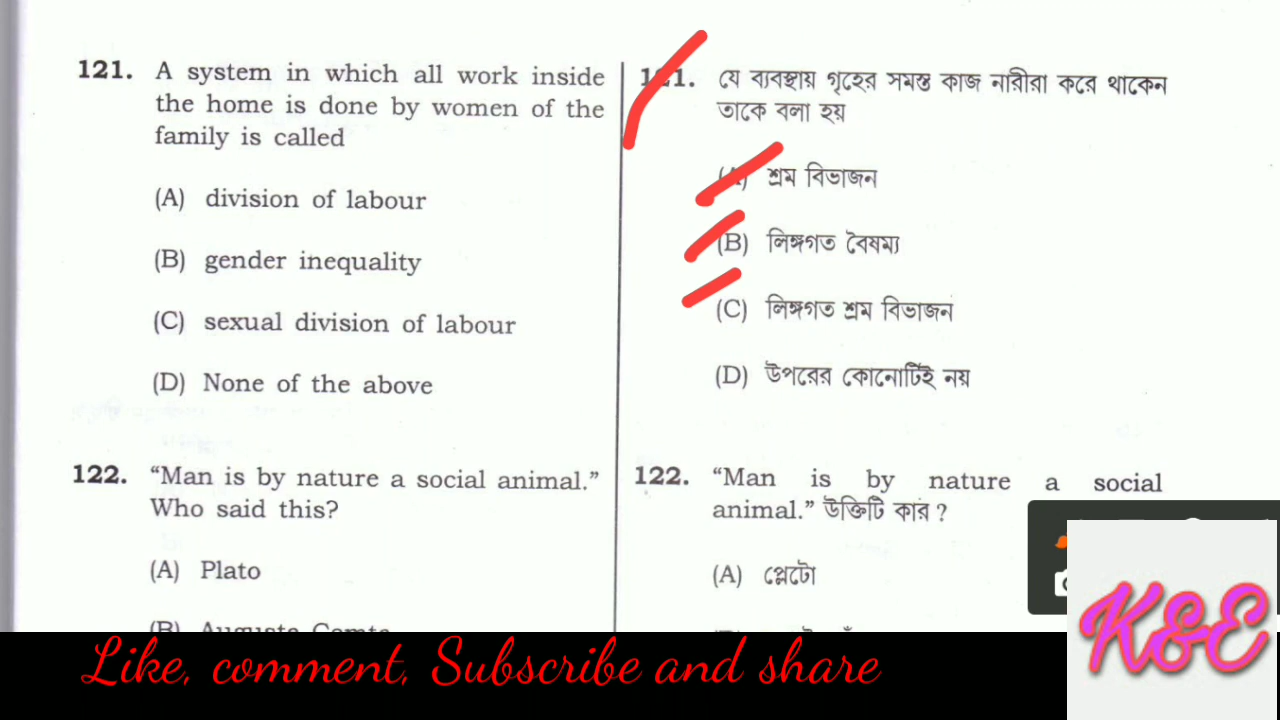 121. A system in which all work inside
the home is done by women of the
family is called
(A) division of labour
(B) gender inequality
(C) sexual division of labour
(D) None of the above
122. “Man is by nature a social animal.”
Who said this?
(A) Plato
(B) Auguste Comte
121. যে ব্যবস্থায় গৃহের সমস্ত কাজ নারীরা করে থাকেন
তাকে বলা হয়
(A) শ্রম বিভাজন
(B) লিঙ্গগত বৈষম্য
(C) লিঙ্গগত শ্রম বিভাজন
(D) উপরের কোনোটিই নয়
122. “Man is by nature a social
animal.” উক্তিটি কার ?
(A) প্লেটো
K&E
Like, comment, Subscribe and share